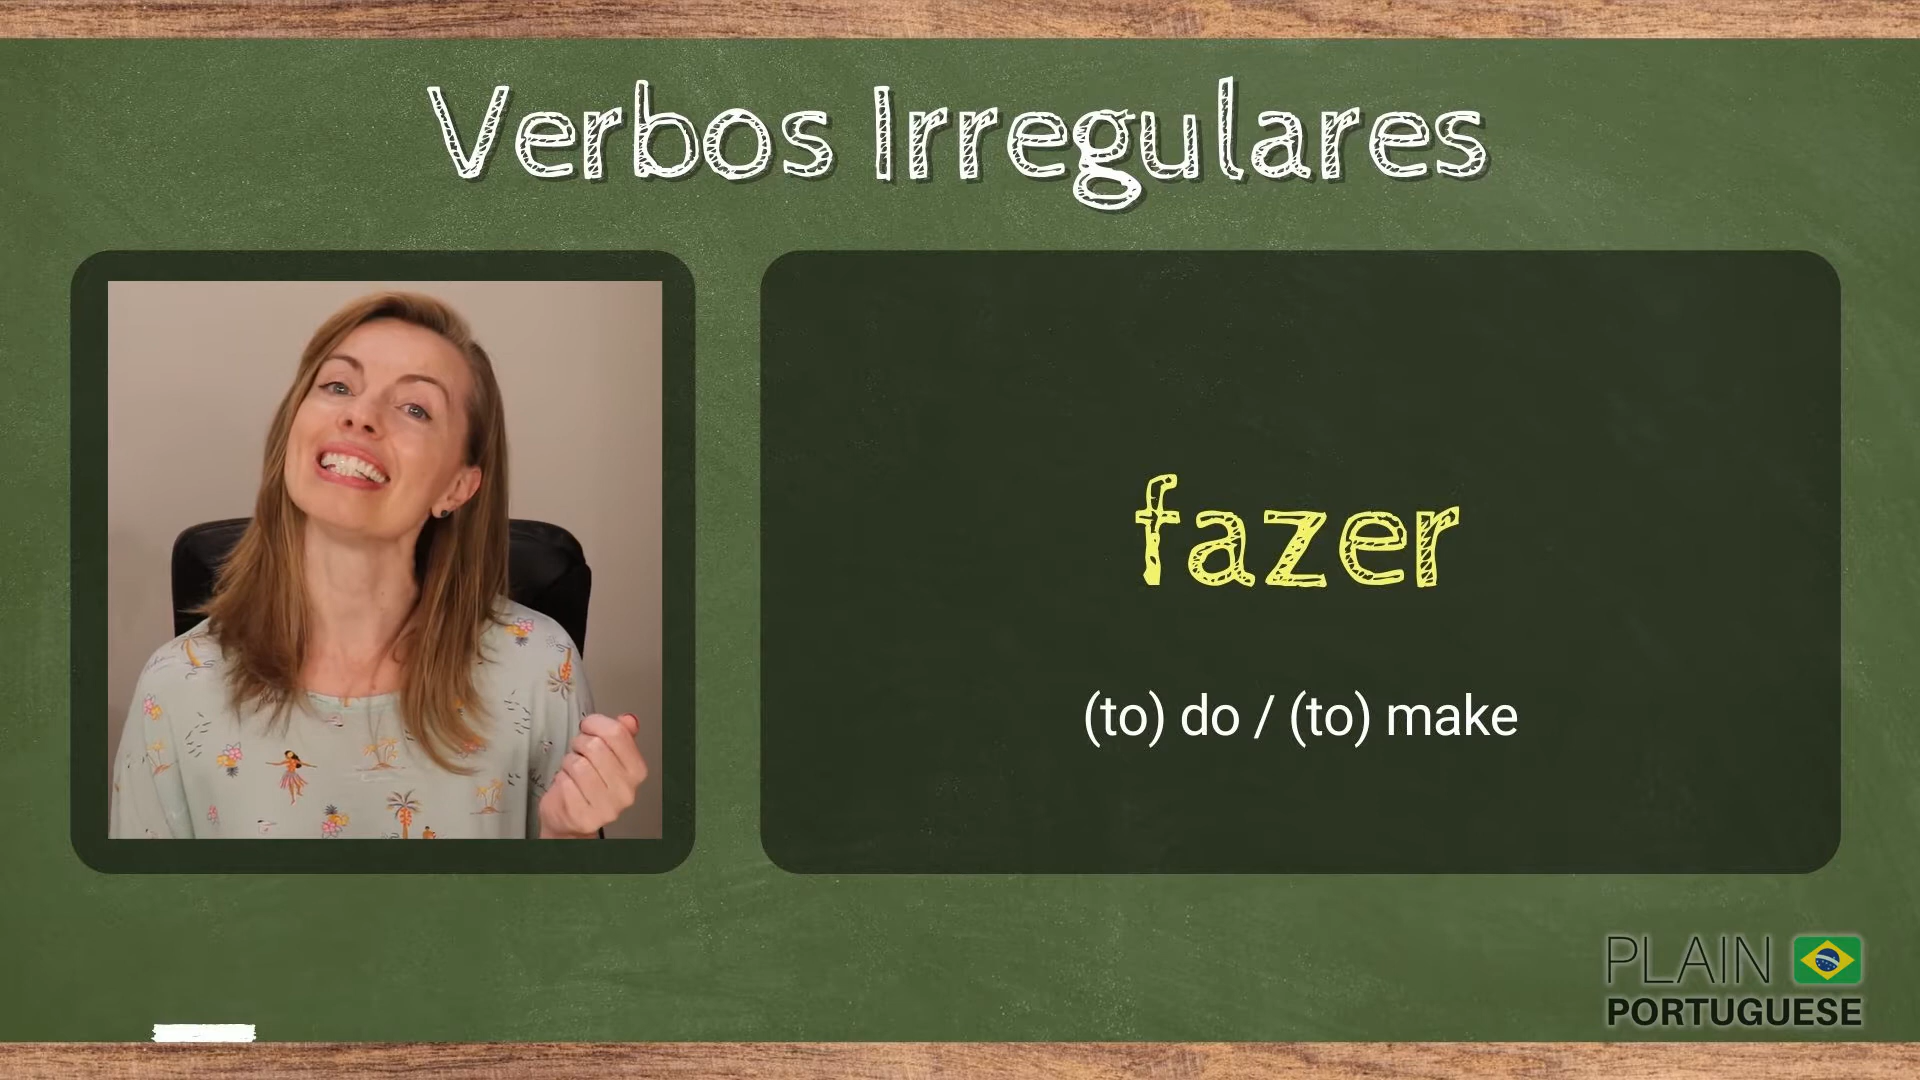 Verbos Irregulares
fazer
(to) do / (to) make
PLAIN
PORTUGUESE